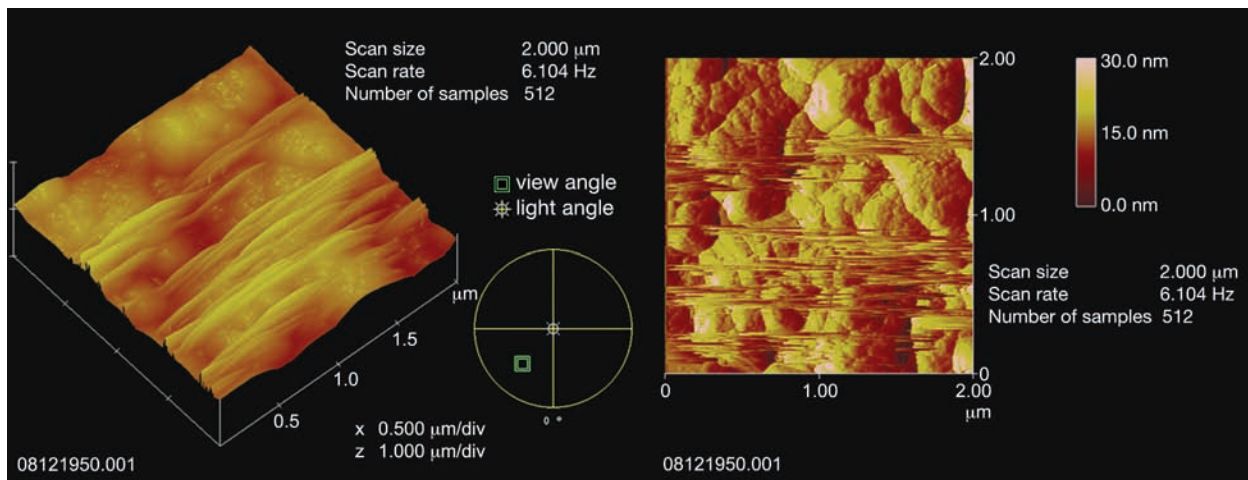 Scan size 2.000 μm
Scan rate 6.104 Hz
Number of samples 512
view angle
light angle
μm
1.5
1.0
0.5
x 0.500 μm/div
z 1.000 μm/div
08121950.001
2.00
1.00
0
0 1.00 2.00
μm
30.0 nm
15.0 nm
0.0 nm
Scan size 2.000 μm
Scan rate 6.104 Hz
Number of samples 512
08121950.001